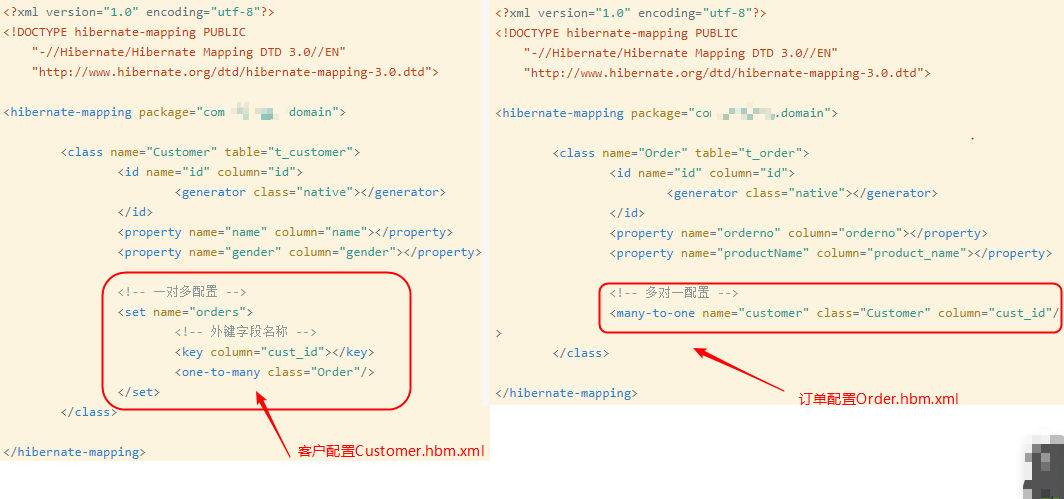 <?xml version="1.0" encoding="utf-8"?>
<!DOCTYPE hibernate-mapping PUBLIC
"-//Hibernate/Hibernate Mapping DTD 3.0//EN"
"http://www.hibernate.org/dtd/hibernate-mapping-3.0.dtd">
<hibernate-mapping package="com domain">
<class name="Customer" table="t_customer">
<id name="id" column="id">
<generator class="native"></generator>
</id>
<property name="name" column="name"></property>
<property name="gender" column="gender"></property>
<!-- 一对多配置 -->
<set name="orders">
<!-- 外键字段名称 -->
<key column="cust_id"></key>
<one-to-many class="Order"/>
</set>
</class>
客户配置Customer.hbm.xml
</hibernate-mapping>
<?xml version="1.0" encoding="utf-8"?>
<!DOCTYPE hibernate-mapping PUBLIC
"-//Hibernate/Hibernate Mapping DTD 3.0//EN"
"http://www.hibernate.org/dtd/hibernate-mapping-3.0.dtd">
<hibernate-mapping package="co .domain">
<class name="Order" table="t_order">
<id name="id" column="id">
<generator class="native"></generator>
</id>
<property name="orderno" column="orderno"></property>
<property name="productName" column="product_name"></property>
<!-- 多对一配置 -->
<many-to-one name="customer" class="Customer" column="cust_id"/
>
</class>
</hibernate-mapping>
订单配置Order.hbm.xml